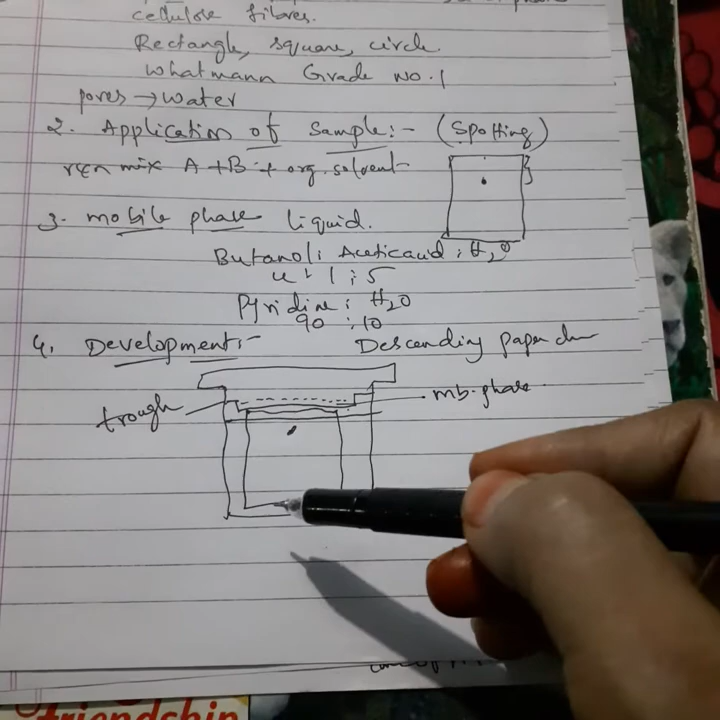 cellulose fibres.
Rectangle, square, circle.
Whatmann Grade No. 1
pores → water
2. Application of Sample:- (Spotting)
rxn mix A + B + org. solvent
3. mobile phase liquid.
Butanol: Aceticacid: H2O
4 : 1 : 5
Pyridine : H2O
90 : 10
4. Development:- Descending paper
trough
mb. phase
friendship